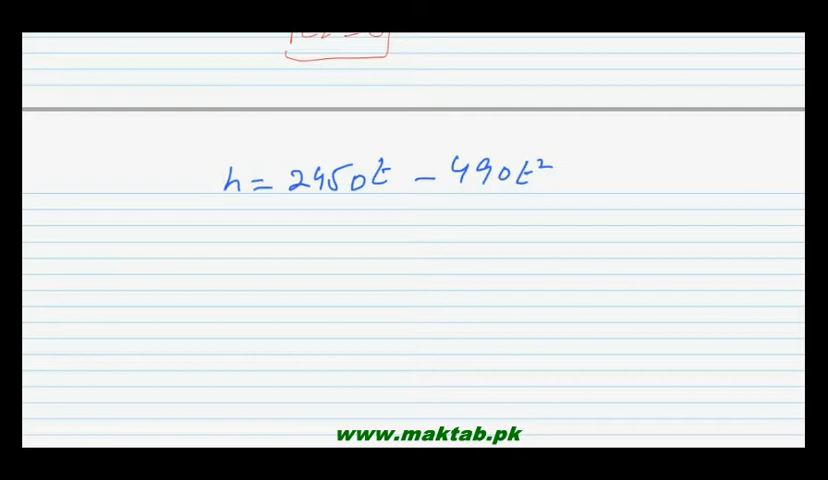 h = 2450t - 490t²
www.maktab.pk